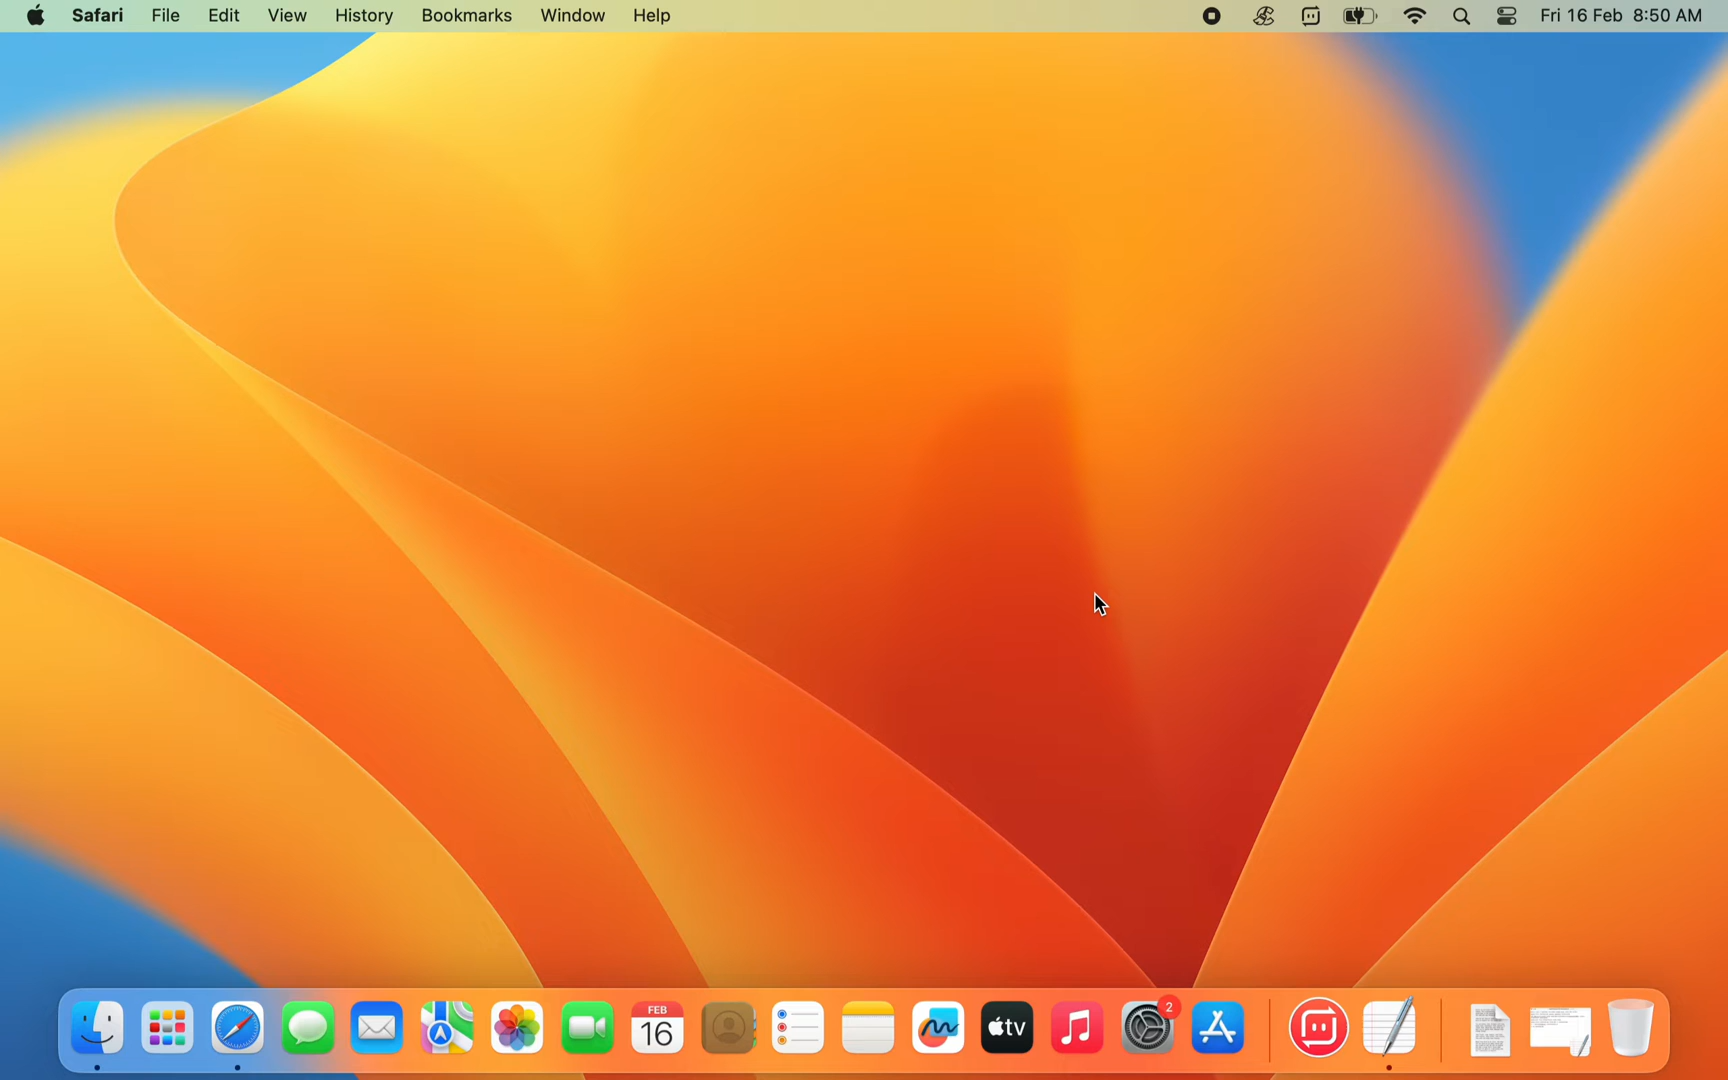 Safari File Edit View History Bookmarks Window Help Fri 16 Feb 8:50 AM
2
FEB
16
tv